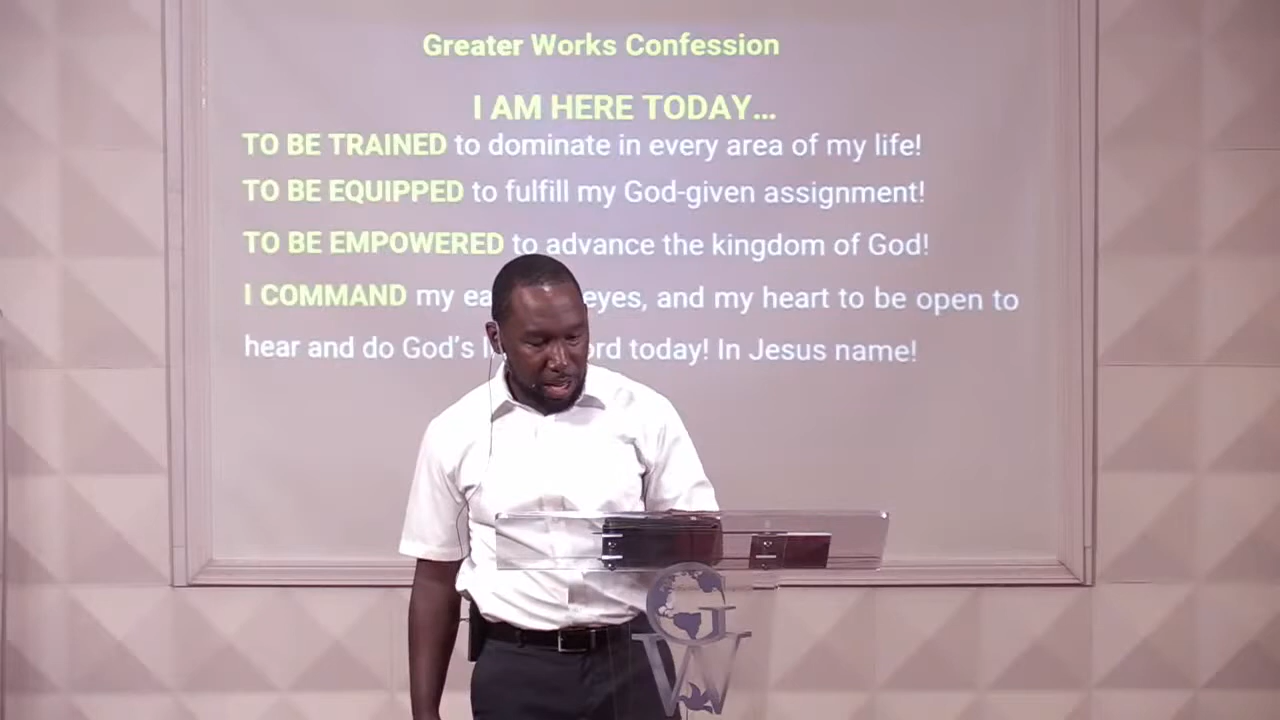 Greater Works Confession
I AM HERE TODAY...
TO BE TRAINED to dominate in every area of my life!
TO BE EQUIPPED to fulfill my God-given assignment!
TO BE EMPOWERED to advance the kingdom of God!
I COMMAND my eyes, and my heart to be open to
hear and do God's today! In Jesus name!
GW